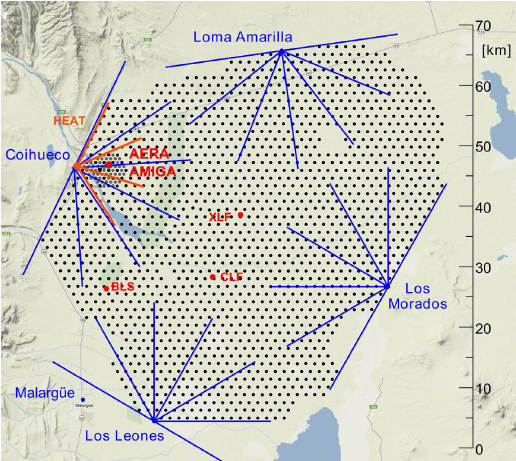 70
Loma Amarilla
[km]
60
HEAT
50
Coihueco
AERA
AMIGA
40
XLF
30
CLF
BLS
Los
Morados
20
Malargüe
10
Malargüe
Los Leones
0